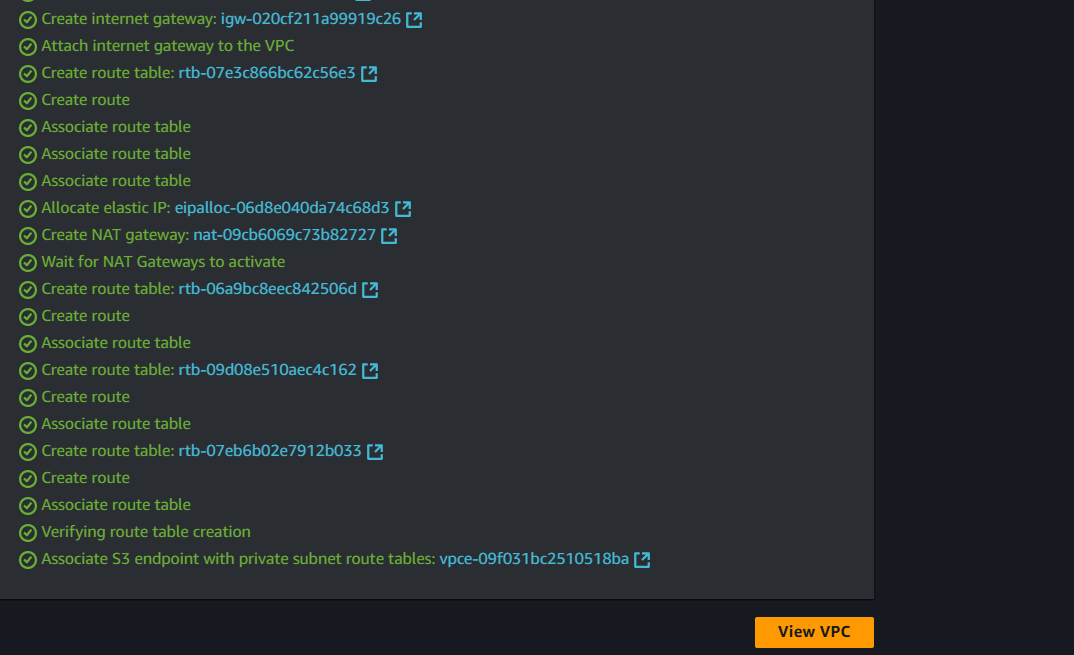 Create internet gateway: igw-020cf211a99919c26
Attach internet gateway to the VPC
Create route table: rtb-07e3c866bc62c56e3
Create route
Associate route table
Associate route table
Associate route table
Allocate elastic IP: eipalloc-06d8e040da74c68d3
Create NAT gateway: nat-09cb6069c73b82727
Wait for NAT Gateways to activate
Create route table: rtb-06a9bc8eec842506d
Create route
Associate route table
Create route table: rtb-09d08e510aec4c162
Create route
Associate route table
Create route table: rtb-07eb6b02e7912b033
Create route
Associate route table
Verifying route table creation
Associate S3 endpoint with private subnet route tables: vpce-09f031bc2510518ba
View VPC